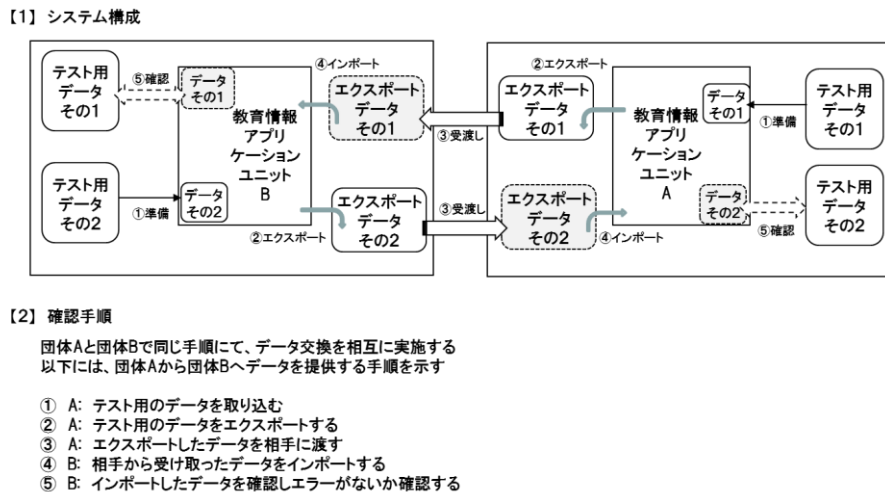 【1】 システム構成
テスト用
データ
その1
⑤確認
データ
その1
④インポート
エクスポート
データ
その1
教育情報
アプリ
ケーション
ユニット
B
テスト用
データ
その2
①準備
データ
その2
②エクスポート
エクスポート
データ
その2
③受渡し
③受渡し
②エクスポート
エクスポート
データ
その1
教育情報
アプリ
ケーション
ユニット
A
データ
その1
①準備
テスト用
データ
その1
エクスポート
データ
その2
④インポート
データ
その2
⑤確認
テスト用
データ
その2
【2】 確認手順
団体Aと団体Bで同じ手順にて、データ交換を相互に実施する
以下には、団体Aから団体Bへデータを提供する手順を示す
① A: テスト用のデータを取り込む
② A: テスト用のデータをエクスポートする
③ A: エクスポートしたデータを相手に渡す
④ B: 相手から受け取ったデータをインポートする
⑤ B: インポートしたデータを確認しエラーがないか確認する